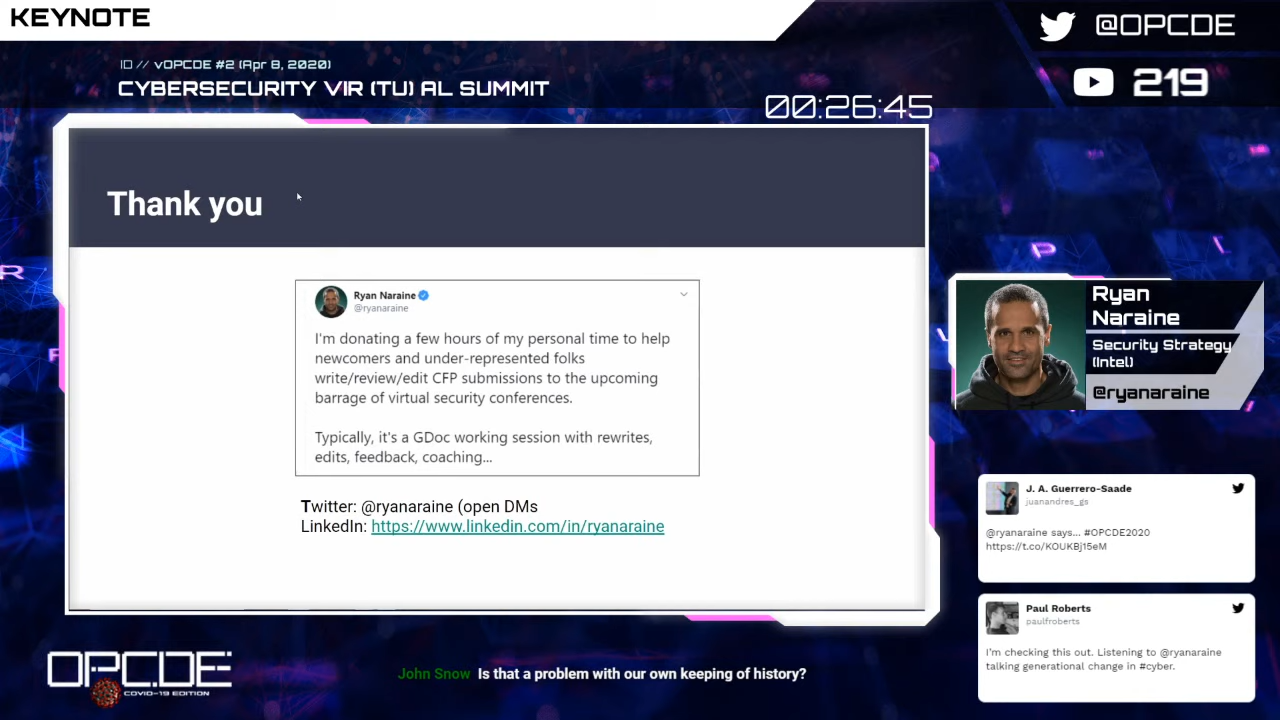 KEYNOTE
@OPCDE
ID // vOPCDE #2 (Apr 8, 2020)
CYBERSECURITY VIR (TU) AL SUMMIT
219
00:26:45
Thank you
Ryan Naraine
@ryanaraine
I'm donating a few hours of my personal time to help
newcomers and under-represented folks
write/review/edit CFP submissions to the upcoming
barrage of virtual security conferences.
Typically, it's a GDoc working session with rewrites,
edits, feedback, coaching...
Twitter: @ryanaraine (open DMs
LinkedIn: https://www.linkedin.com/in/ryanaraine
Ryan
Naraine
Security Strategy
(Intel)
@ryanaraine
J. A. Guerrero-Saade
juanandres_gs
@ryanaraine says... #OPCDE2020
https://t.co/KOUKBj15eM
Paul Roberts
paulfroberts
I'm checking this out. Listening to @ryanaraine
talking generational change in #cyber.
OPCDE
COVID-19 EDITION
John Snow Is that a problem with our own keeping of history?